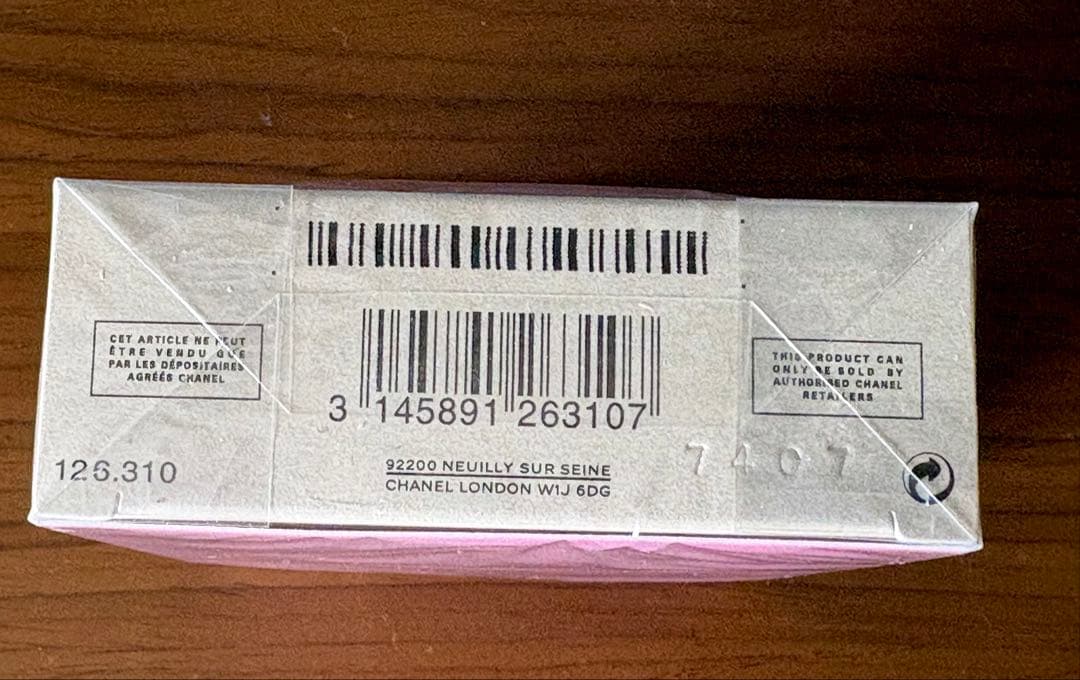 CET ARTICLE NE PEUT
ÊTRE VENDU QUE
PAR LES DÉPOSITAIRES
AGRÉÉS CHANEL
THIS PRODUCT CAN
ONLY BE SOLD BY
AUTHORISED CHANEL
RETAILERS
3 145891 263107
126.310
92200 NEUILLY SUR SEINE
CHANEL LONDON W1J 6DG
7407